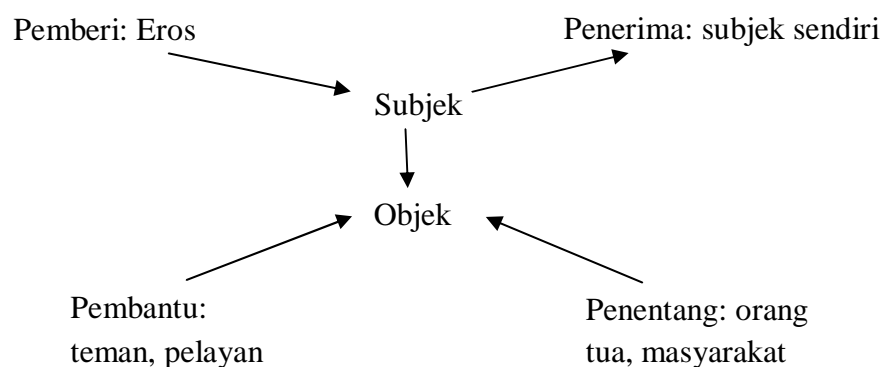 Pemberi: Eros
Penerima: subjek sendiri
Subjek
Objek
Pembantu:
teman, pelayan
Penentang: orang
tua, masyarakat